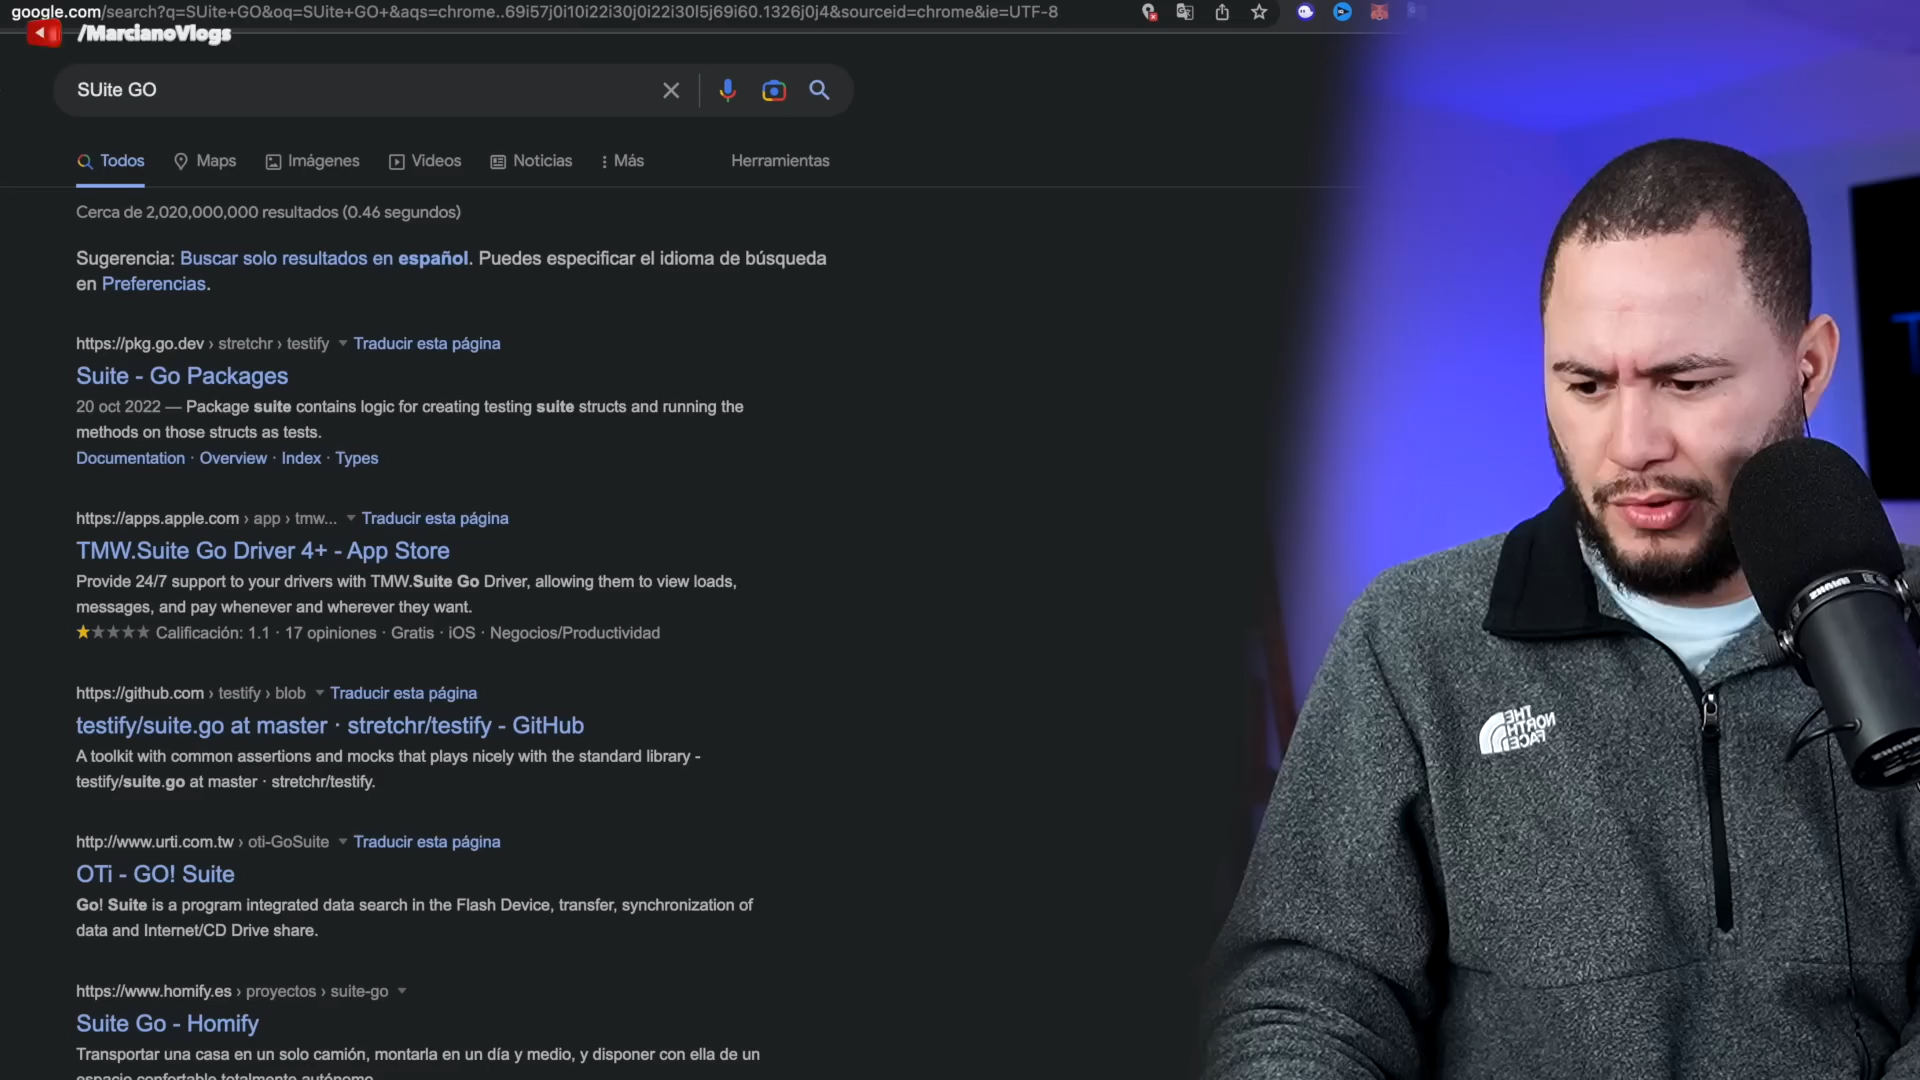 google.com/search?q=SUite+GO&oq=SUite+GO+&aqs=chrome..69i57j0i10i22i30j0i22i30l5j69i60.1326j0j4&sourceid=chrome&ie=UTF-8
/MarcianoVlogs
SUite GO
Todos Maps Imágenes Videos Noticias Más Herramientas
Cerca de 2,020,000,000 resultados (0.46 segundos)
Sugerencia: Buscar solo resultados en español. Puedes especificar el idioma de búsqueda
en Preferencias.
https://pkg.go.dev › stretchr › testify Traducir esta página
Suite - Go Packages
20 oct 2022 — Package suite contains logic for creating testing suite structs and running the
methods on those structs as tests.
Documentation · Overview · Index · Types
https://apps.apple.com › app › tmw... Traducir esta página
TMW.Suite Go Driver 4+ - App Store
Provide 24/7 support to your drivers with TMW.Suite Go Driver, allowing them to view loads,
messages, and pay whenever and wherever they want.
Calificación: 1.1 · 17 opiniones · Gratis · iOS · Negocios/Productividad
https://github.com › testify › blob Traducir esta página
testify/suite.go at master · stretchr/testify - GitHub
A toolkit with common assertions and mocks that plays nicely with the standard library -
testify/suite.go at master · stretchr/testify.
http://www.urti.com.tw › oti-GoSuite Traducir esta página
OTi - GO! Suite
Go! Suite is a program integrated data search in the Flash Device, transfer, synchronization of
data and Internet/CD Drive share.
https://www.homify.es › proyectos › suite-go
Suite Go - Homify
Transportar una casa en un solo camión, montarla en un día y medio, y disponer con ella de un
espacio confortable totalmente autónomo.
THE
NORTH
FACE
SHURE